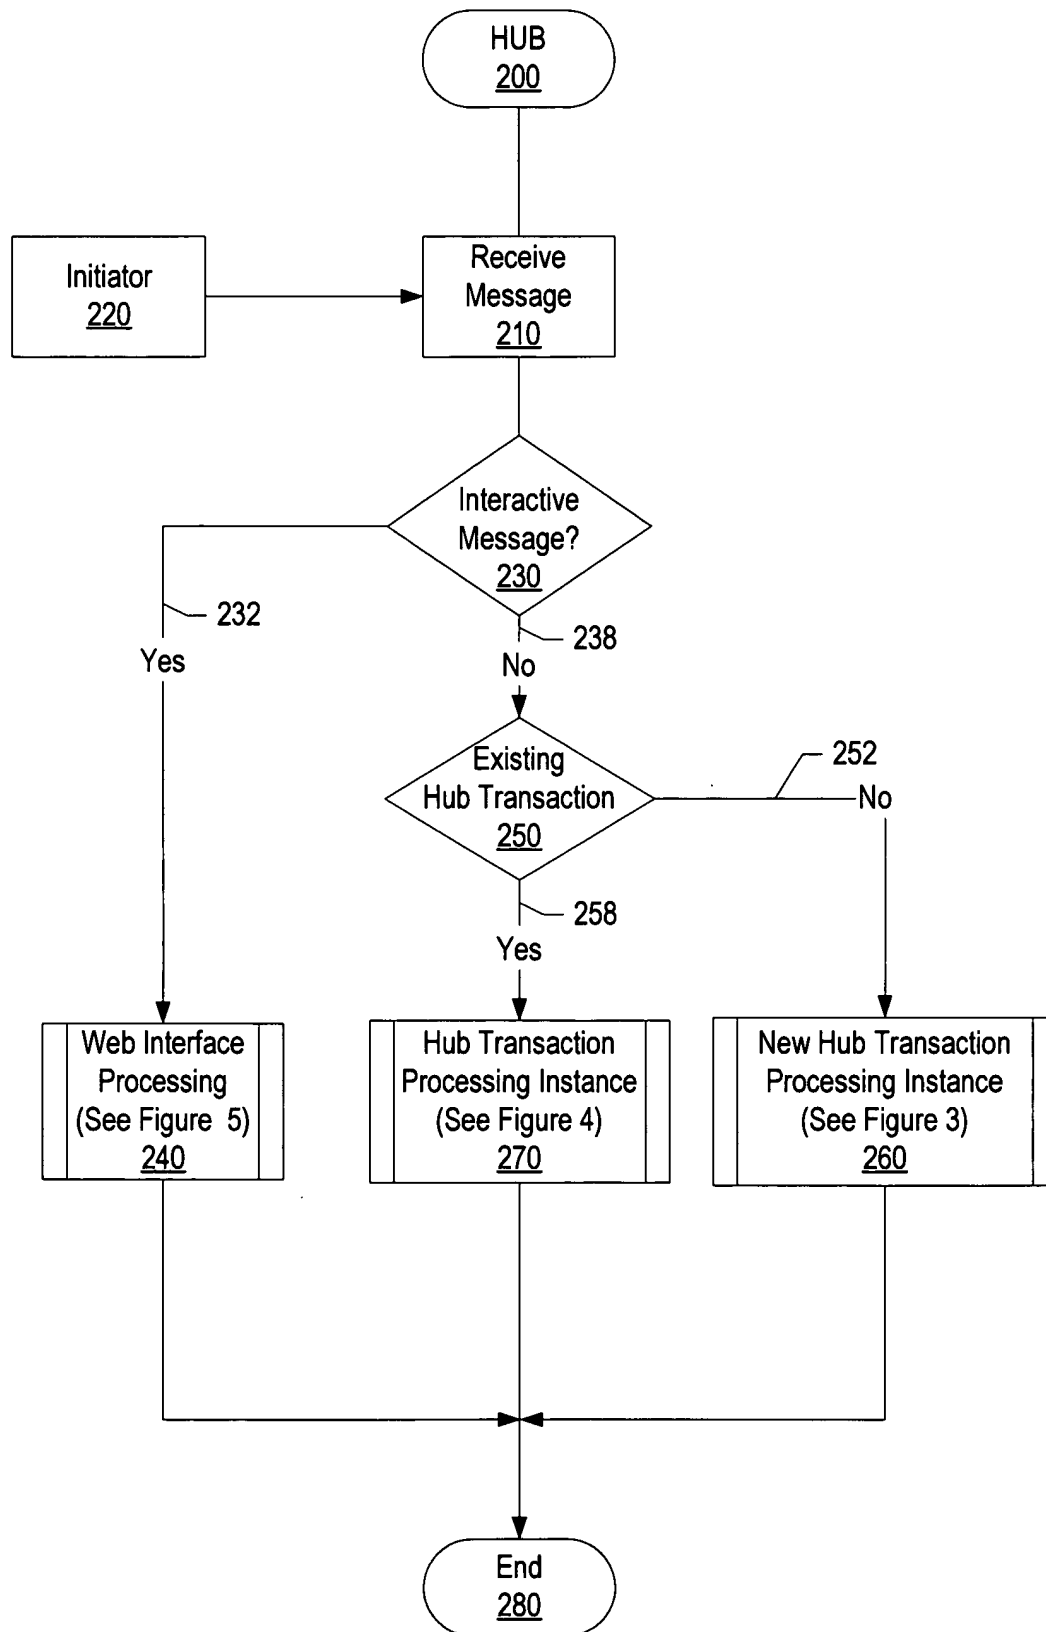 HUB
200
Initiator
220
Receive
Message
210
Interactive
Message?
230
232
Yes
238
No
Existing
Hub Transaction
250
252
No
258
Yes
Web Interface
Processing
(See Figure 5)
240
Hub Transaction
Processing Instance
(See Figure 4)
270
New Hub Transaction
Processing Instance
(See Figure 3)
260
End
280